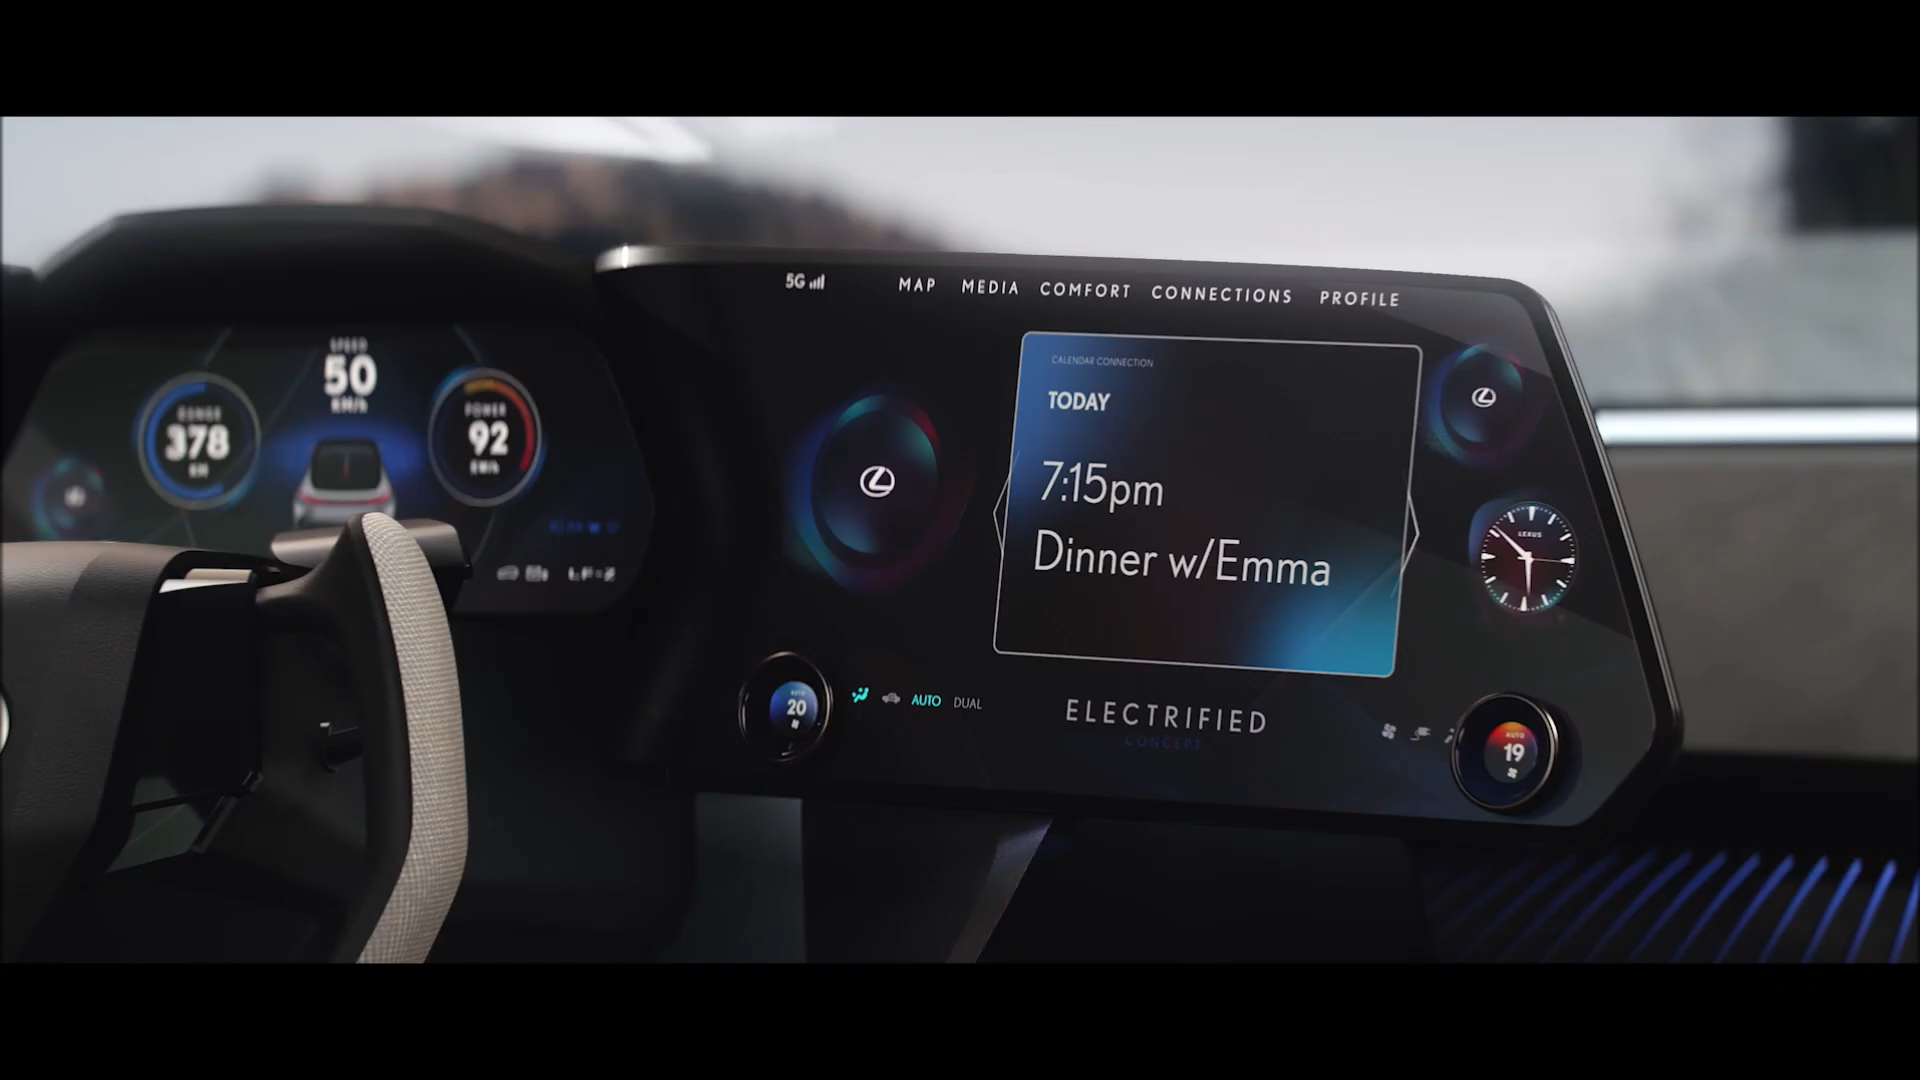 5G
MAP MEDIA COMFORT CONNECTIONS PROFILE
SPEED
50
KM/h
RANGE
378
KM
POWER
92
KW/h
CALENDAR CONNECTION
TODAY
7:15pm
Dinner w/Emma
LEXUS
AUTO
20
AUTO DUAL
ELECTRIFIED
CONCEPT
AUTO
19
LF-Z